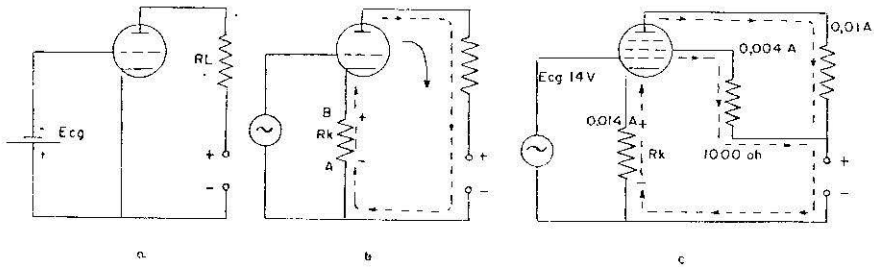 RL
Ecg
+
-
a
B
Rk
A
+
-
+
-
b
0,01A
0,004 A
Ecg 14V
0,014 A
+
Rk
1000 oh
+
-
c